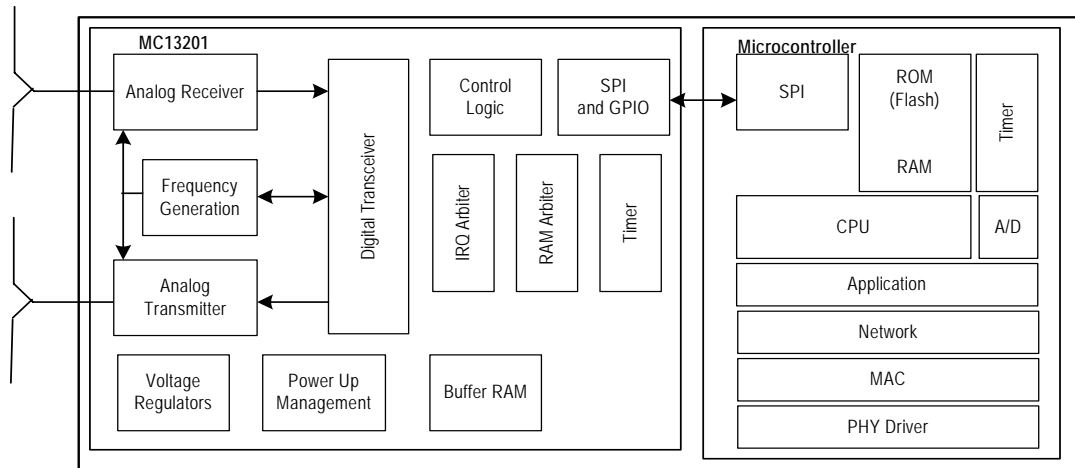 MC13201
Analog Receiver
Frequency
Generation
Analog
Transmitter
Digital Transceiver
Control
Logic
SPI
and GPIO
IRQ Arbiter
RAM Arbiter
Timer
Voltage
Regulators
Power Up
Management
Buffer RAM
Microcontroller
SPI
ROM
(Flash)
RAM
Timer
CPU
A/D
Application
Network
MAC
PHY Driver